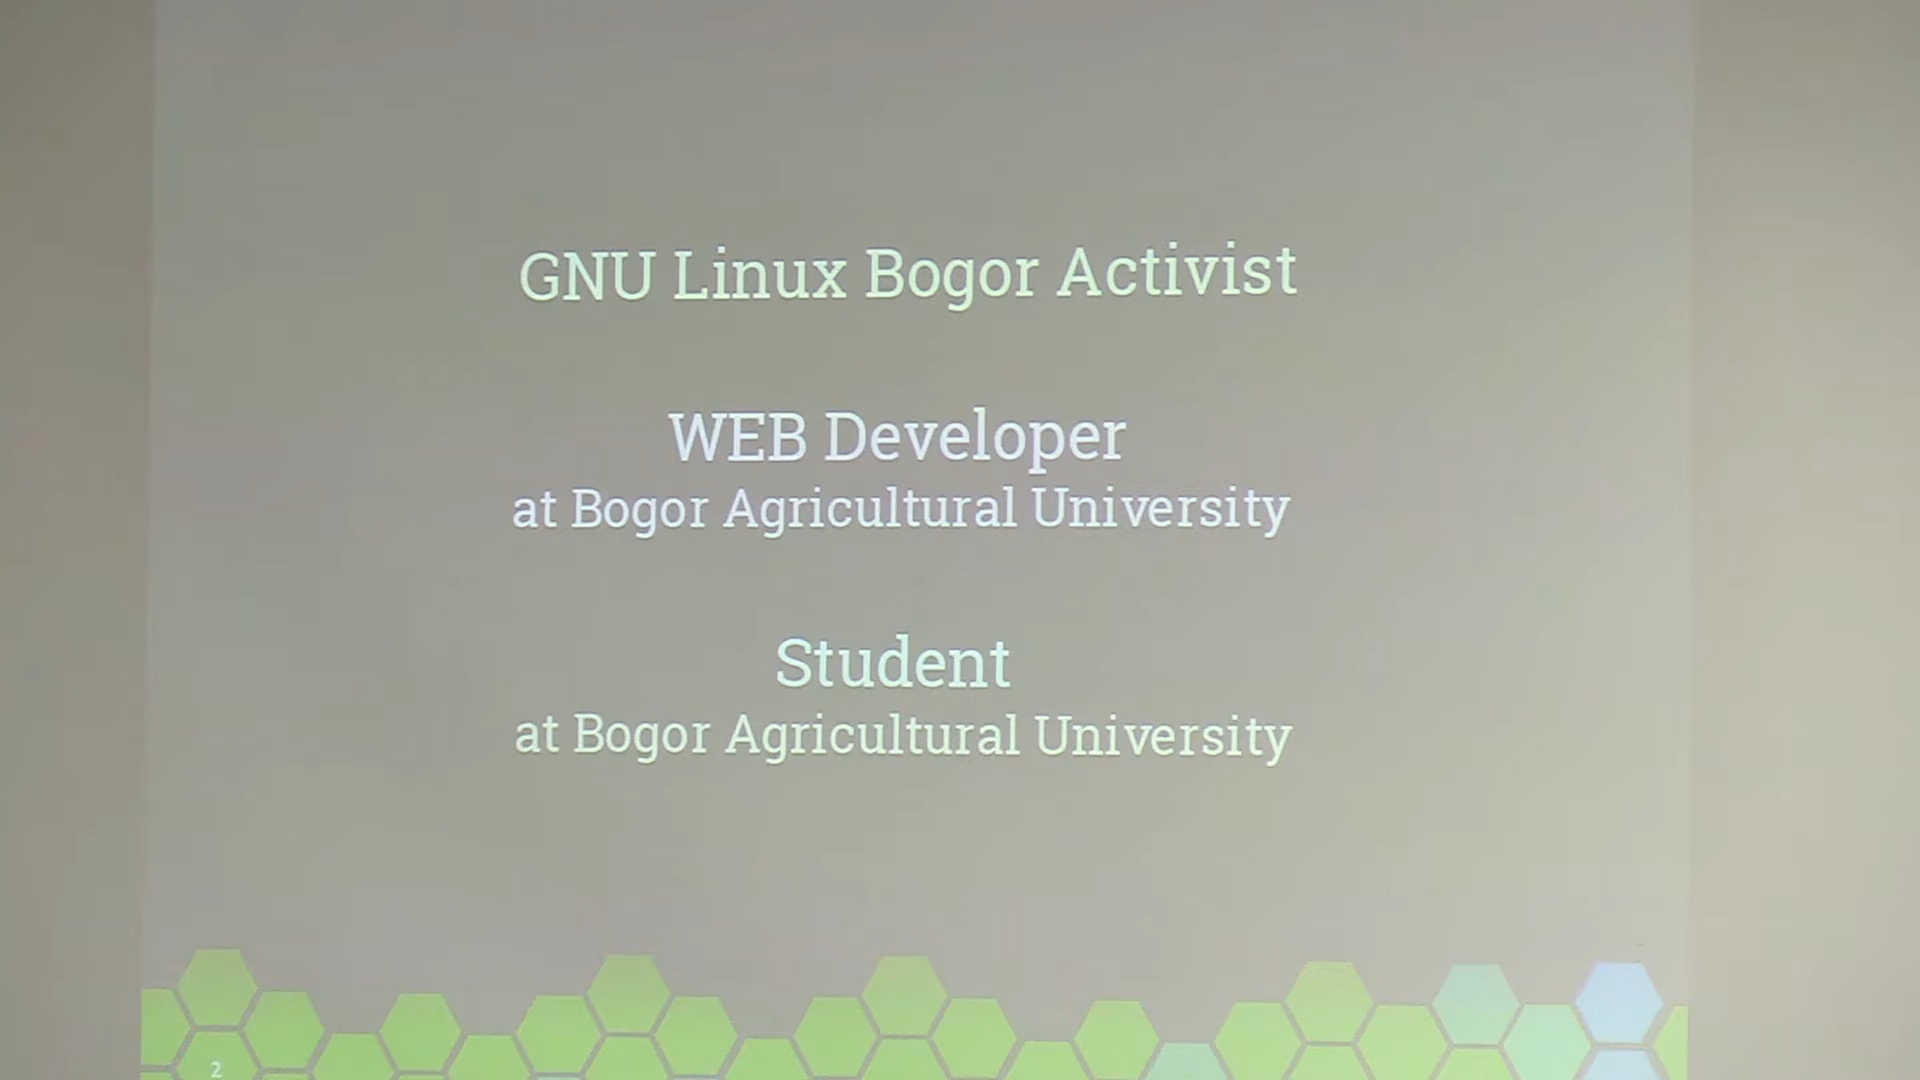 GNU Linux Bogor Activist
WEB Developer
at Bogor Agricultural University
Student
at Bogor Agricultural University
2